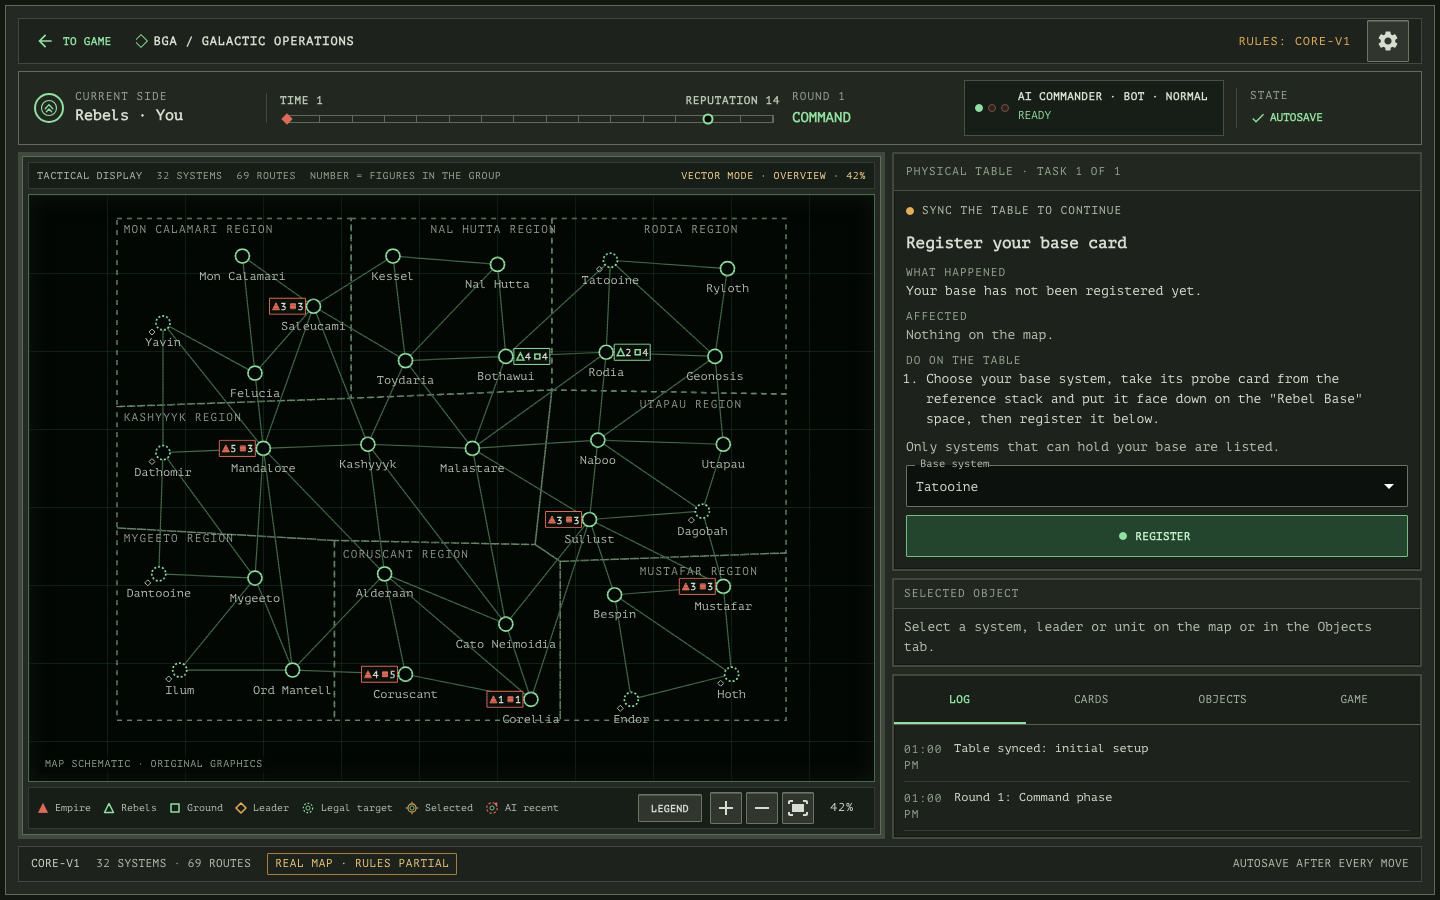 TO GAME
BGA / GALACTIC OPERATIONS
RULES: CORE-V1
CURRENT SIDE
Rebels · You
TIME 1
REPUTATION 14
ROUND 1
COMMAND
AI COMMANDER · BOT · NORMAL
READY
STATE
AUTOSAVE
TACTICAL DISPLAY 32 SYSTEMS 69 ROUTES NUMBER = FIGURES IN THE GROUP
VECTOR MODE · OVERVIEW · 42%
MON CALAMARI REGION
NAL HUTTA REGION
RODIA REGION
Mon Calamari
Kessel
Nal Hutta
Tatooine
Ryloth
3 3
Saleucami
Yavin
4 4
2 4
Toydaria
Bothawui
Rodia
Geonosis
Felucia
KASHYYYK REGION
UTAPAU REGION
5 3
Dathomir
Mandalore
Kashyyyk
Malastare
Naboo
Utapau
3 3
Sullust
Dagobah
MYGEETO REGION
CORUSCANT REGION
MUSTAFAR REGION
Dantooine
Mygeeto
Alderaan
3 3
Bespin
Mustafar
Cato Neimoidia
Ilum
Ord Mantell
4 5
Coruscant
1 1
Corellia
Endor
Hoth
MAP SCHEMATIC · ORIGINAL GRAPHICS
Empire
Rebels
Ground
Leader
Legal target
Selected
AI recent
LEGEND
42%
PHYSICAL TABLE · TASK 1 OF 1
SYNC THE TABLE TO CONTINUE
Register your base card
WHAT HAPPENED
Your base has not been registered yet.
AFFECTED
Nothing on the map.
DO ON THE TABLE
1. Choose your base system, take its probe card from the
reference stack and put it face down on the "Rebel Base"
space, then register it below.
Only systems that can hold your base are listed.
Base system
Tatooine
REGISTER
SELECTED OBJECT
Select a system, leader or unit on the map or in the Objects
tab.
LOG
CARDS
OBJECTS
GAME
01:00 PM
Table synced: initial setup
01:00 PM
Round 1: Command phase
CORE-V1
32 SYSTEMS · 69 ROUTES
REAL MAP · RULES PARTIAL
AUTOSAVE AFTER EVERY MOVE